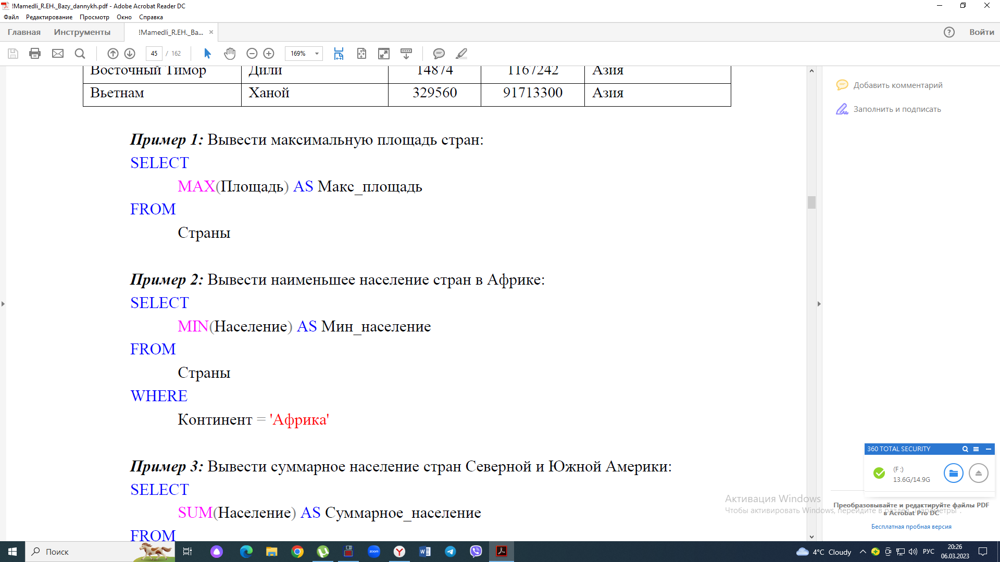 !Mamedli_R.EH._Bazy_dannykh.pdf - Adobe Acrobat Reader DC
Файл Редактирование Просмотр Окно Справка
Главная Инструменты !Mamedli_R.EH._Ba... × Войти
45 / 162 169%
Восточный Тимор Дили 14874 1167242 Азия
Вьетнам Ханой 329560 91713300 Азия
Пример 1: Вывести максимальную площадь стран:
SELECT
MAX(Площадь) AS Макс_площадь
FROM
Страны
Пример 2: Вывести наименьшее население стран в Африке:
SELECT
MIN(Население) AS Мин_население
FROM
Страны
WHERE
Континент = 'Африка'
Пример 3: Вывести суммарное население стран Северной и Южной Америки:
SELECT
SUM(Население) AS Суммарное_население
FROM
Добавить комментарий
Заполнить и подписать
360 TOTAL SECURITY
(F :)
13.6G/14.9G
Активация Windows
Чтобы активировать Windows, перейдите в раздел "Параметры".
Преобразовывайте и редактируйте файлы PDF
в Acrobat Pro DC
Бесплатная пробная версия
Поиск
zoom
4°C Cloudy
РУС
20:26
06.03.2023